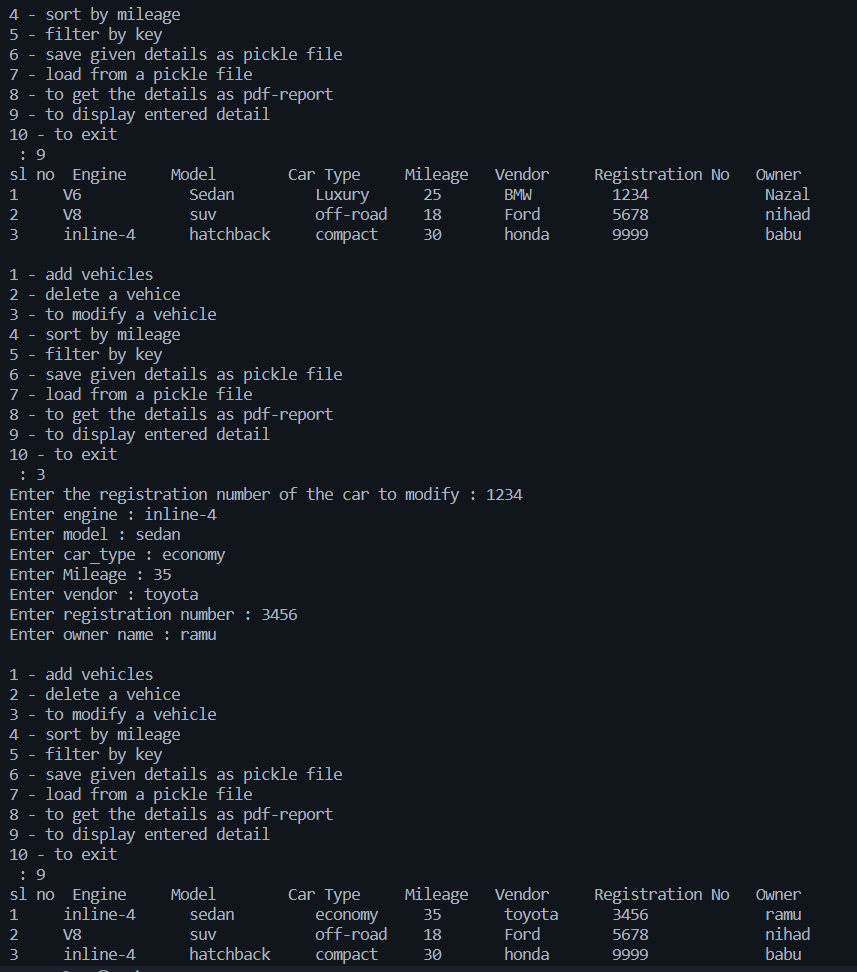 4 - sort by mileage
5 - filter by key
6 - save given details as pickle file
7 - load from a pickle file
8 - to get the details as pdf-report
9 - to display entered detail
10 - to exit
 : 9
sl no  Engine     Model        Car Type     Mileage   Vendor     Registration No   Owner
1     V6            Sedan         Luxury      25       BMW         1234             Nazal
2     V8            suv           off-road    18       Ford        5678             nihad
3     inline-4      hatchback     compact     30       honda       9999             babu

1 - add vehicles
2 - delete a vehice
3 - to modify a vehicle
4 - sort by mileage
5 - filter by key
6 - save given details as pickle file
7 - load from a pickle file
8 - to get the details as pdf-report
9 - to display entered detail
10 - to exit
 : 3
Enter the registration number of the car to modify : 1234
Enter engine : inline-4
Enter model : sedan
Enter car_type : economy
Enter Mileage : 35
Enter vendor : toyota
Enter registration number : 3456
Enter owner name : ramu

1 - add vehicles
2 - delete a vehice
3 - to modify a vehicle
4 - sort by mileage
5 - filter by key
6 - save given details as pickle file
7 - load from a pickle file
8 - to get the details as pdf-report
9 - to display entered detail
10 - to exit
 : 9
sl no  Engine     Model        Car Type     Mileage   Vendor     Registration No   Owner
1     inline-4      sedan         economy     35       toyota      3456             ramu
2     V8            suv           off-road    18       Ford        5678             nihad
3     inline-4      hatchback     compact     30       honda       9999             babu